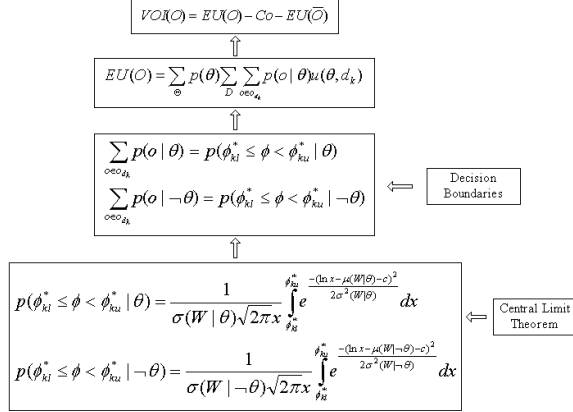 VOI(O) = EU(O) − Co − EU(O̅)
EU(O) = ∑_Θ p(θ) ∑_D ∑_{o∈o_{d_k}} p(o | θ)u(θ, d_k)
∑_{o∈o_{d_k}} p(o | θ) = p(ϕ*_{kl} ≤ ϕ < ϕ*_{ku} | θ)
∑_{o∈o_{d_k}} p(o | ¬θ) = p(ϕ*_{kl} ≤ ϕ < ϕ*_{ku} | ¬θ)
Decision
Boundaries
p(ϕ*_{kl} ≤ ϕ < ϕ*_{ku} | θ) = 1/(σ(W | θ)√(2π)x) ∫_{ϕ*_{kl}}^{ϕ*_{ku}} e^{−(ln x−μ(W|θ)−c)²/(2σ²(W|θ))} dx
Central Limit
Theorem
p(ϕ*_{kl} ≤ ϕ < ϕ*_{ku} | ¬θ) = 1/(σ(W | ¬θ)√(2π)x) ∫_{ϕ*_{kl}}^{ϕ*_{ku}} e^{−(ln x−μ(W|¬θ)−c)²/(2σ²(W|¬θ))} dx